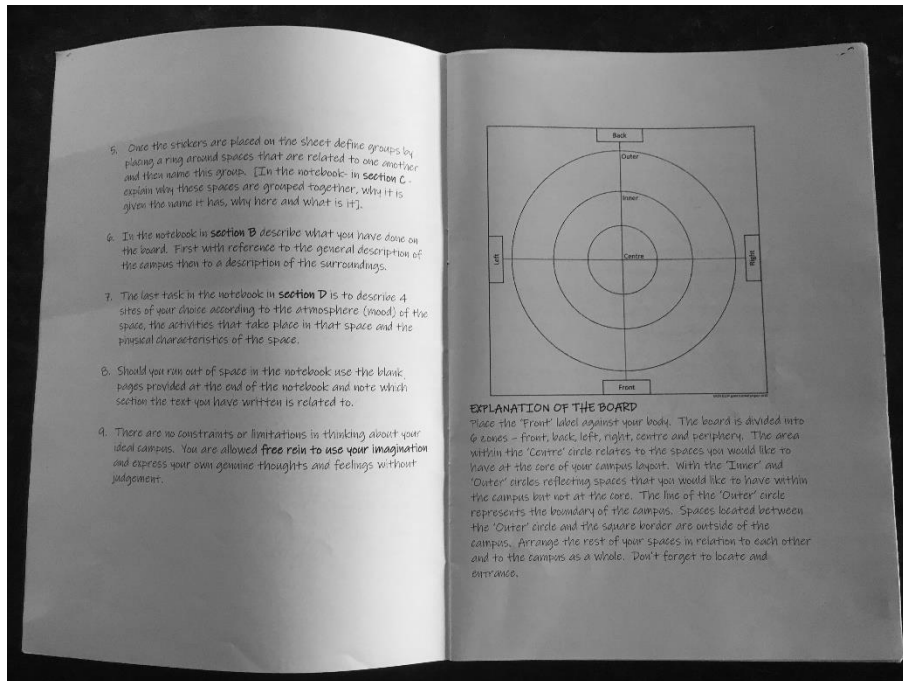 5. Once the stickers are placed on the sheet define groups by
placing a ring around spaces that are related to one another
and then name this group. [In the notebook- in section C -
explain why these spaces are grouped together, why it is
given the name it has, why here and what is it].
6. In the notebook in section B describe what you have done on
the board. First with reference to the general description of
the campus then to a description of the surroundings.
7. The last task in the notebook in section D is to describe 4
sites of your choice according to the atmosphere (mood) of the
space, the activities that take place in that space and the
physical characteristics of the space.
8. Should you run out of space in the notebook use the blank
pages provided at the end of the notebook and note which
section the text you have written is related to.
9. There are no constraints or limitations in thinking about your
ideal campus. You are allowed free rein to use your imagination
and express your own genuine thoughts and feelings without
judgement.
Back
Outer
Inner
Left
Centre
Right
Front
EXPLANATION OF THE BOARD
Place the 'Front' label against your body. The board is divided into
6 zones – front, back, left, right, centre and periphery. The area
within the 'Centre' circle relates to the spaces you would like to
have at the core of your campus layout. With the 'Inner' and
'Outer' circles reflecting spaces that you would like to have within
the campus but not at the core. The line of the 'Outer' circle
represents the boundary of the campus. Spaces located between
the 'Outer' circle and the square border are outside of the
campus. Arrange the rest of your spaces in relation to each other
and to the campus as a whole. Don't forget to locate and
entrance.